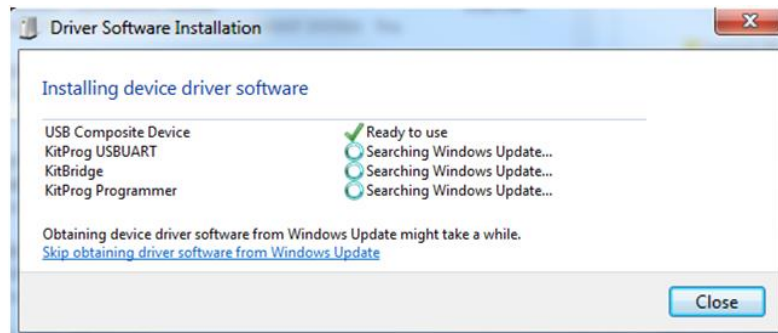 Driver Software Installation
Installing device driver software
USB Composite Device Ready to use
KitProg USBUART Searching Windows Update...
KitBridge Searching Windows Update...
KitProg Programmer Searching Windows Update...
Obtaining device driver software from Windows Update might take a while.
Skip obtaining driver software from Windows Update
Close